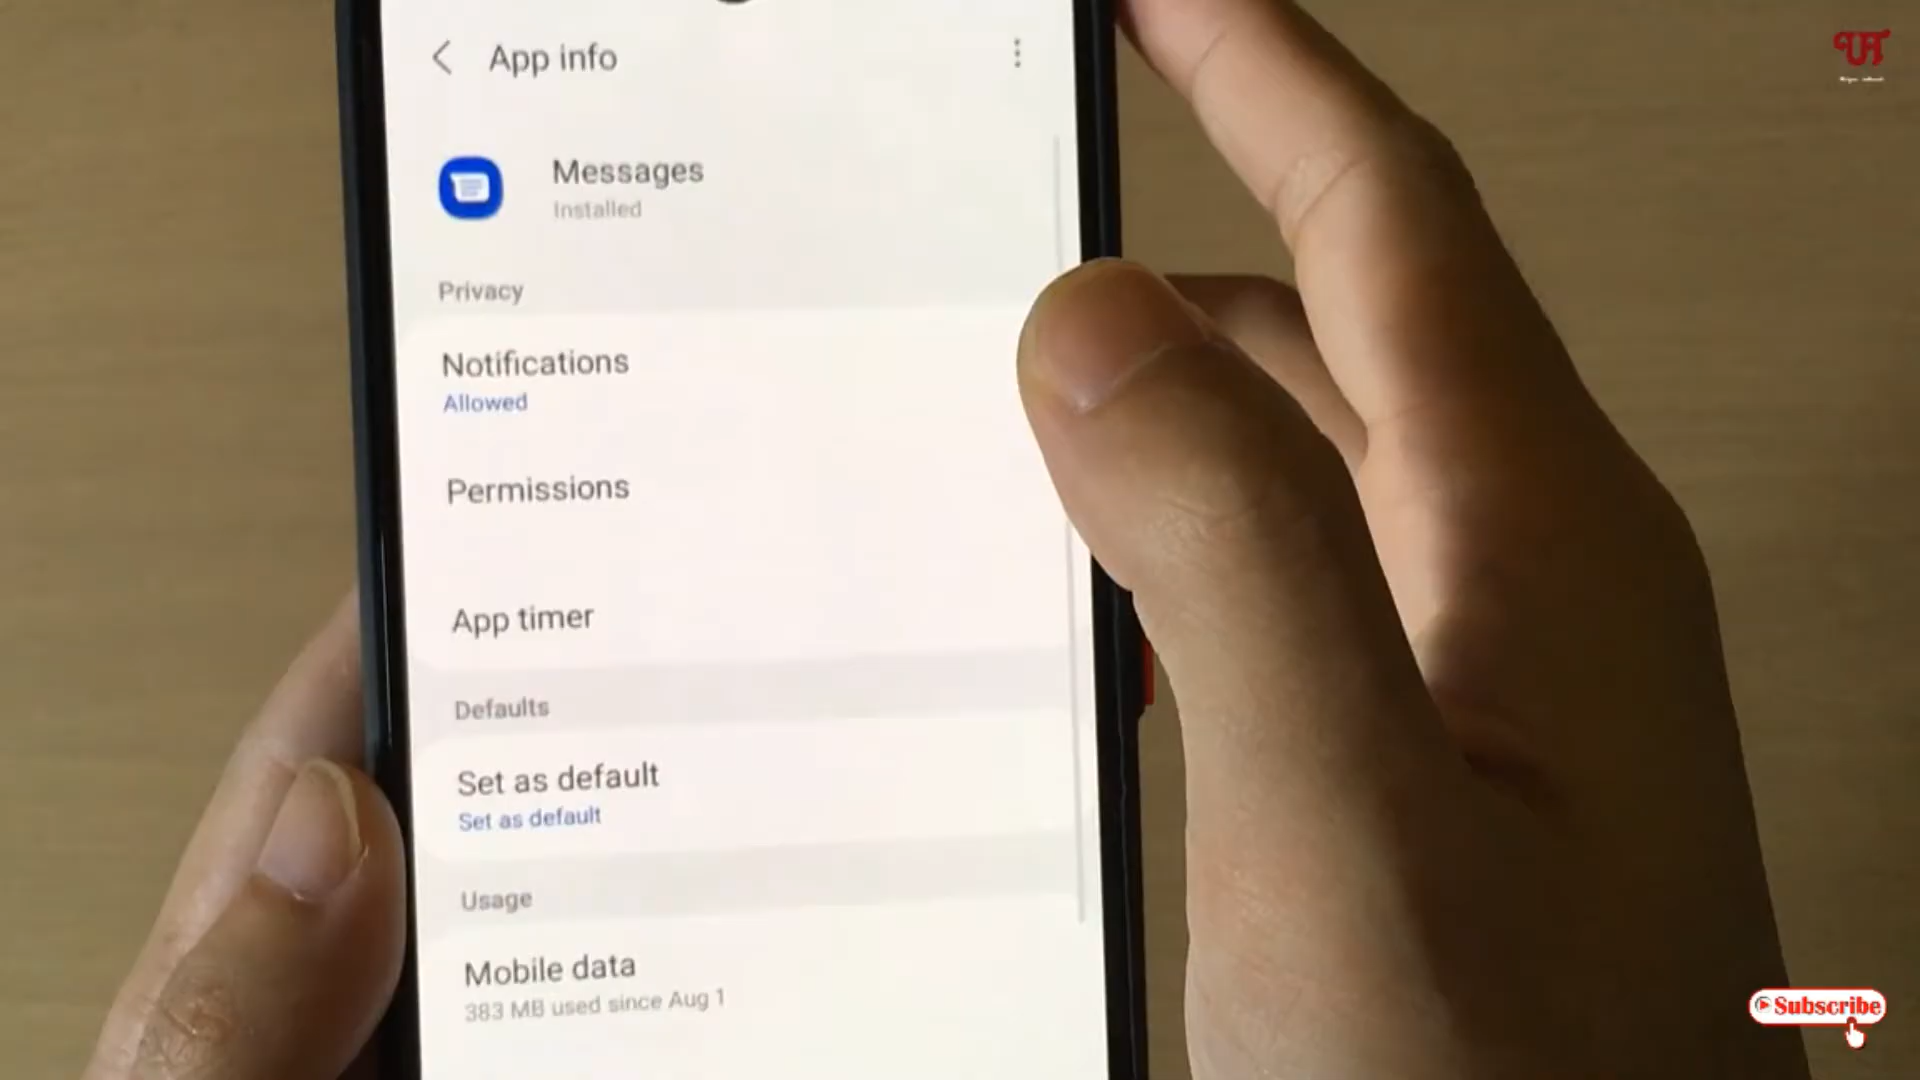 App info
Messages
Installed
Privacy
Notifications
Allowed
Permissions
App timer
Defaults
Set as default
Set as default
Usage
Mobile data
383 MB used since Aug 1
Subscribe